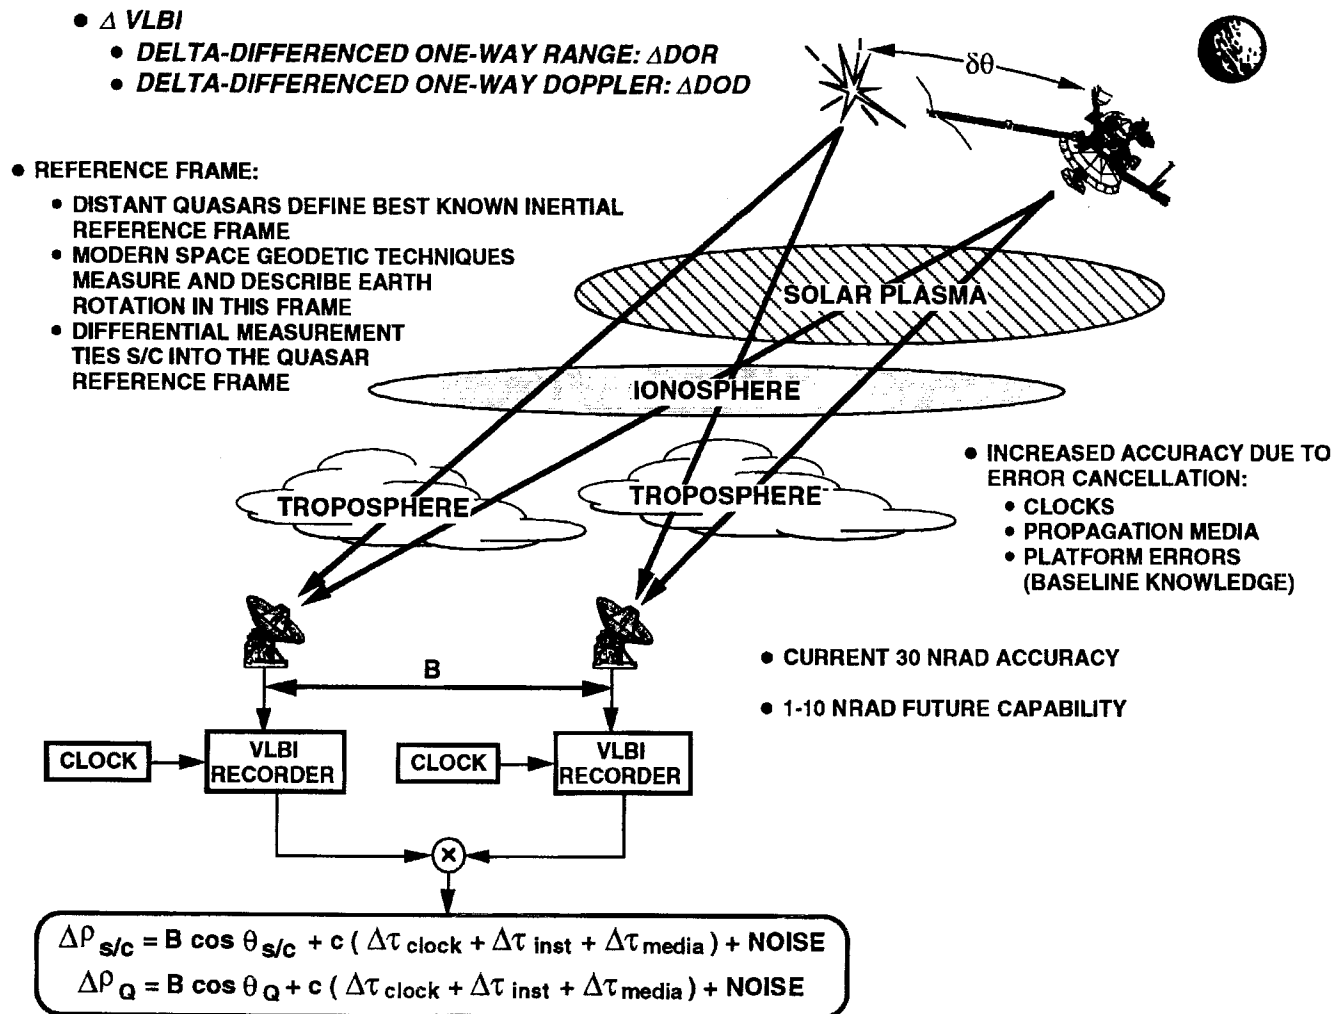 • Δ VLBI
• DELTA-DIFFERENCED ONE-WAY RANGE: ΔDOR
• DELTA-DIFFERENCED ONE-WAY DOPPLER: ΔDOD
δθ
• REFERENCE FRAME:
• DISTANT QUASARS DEFINE BEST KNOWN INERTIAL
REFERENCE FRAME
• MODERN SPACE GEODETIC TECHNIQUES
MEASURE AND DESCRIBE EARTH
ROTATION IN THIS FRAME
• DIFFERENTIAL MEASUREMENT
TIES S/C INTO THE QUASAR
REFERENCE FRAME
SOLAR PLASMA
IONOSPHERE
TROPOSPHERE
TROPOSPHERE
• INCREASED ACCURACY DUE TO
ERROR CANCELLATION:
• CLOCKS
• PROPAGATION MEDIA
• PLATFORM ERRORS
(BASELINE KNOWLEDGE)
B
• CURRENT 30 NRAD ACCURACY
• 1-10 NRAD FUTURE CAPABILITY
CLOCK
VLBI
RECORDER
CLOCK
VLBI
RECORDER
×
Δρ s/c = B cos θ s/c + c ( Δτ clock + Δτ inst + Δτ media ) + NOISE
Δρ Q = B cos θ Q + c ( Δτ clock + Δτ inst + Δτ media ) + NOISE